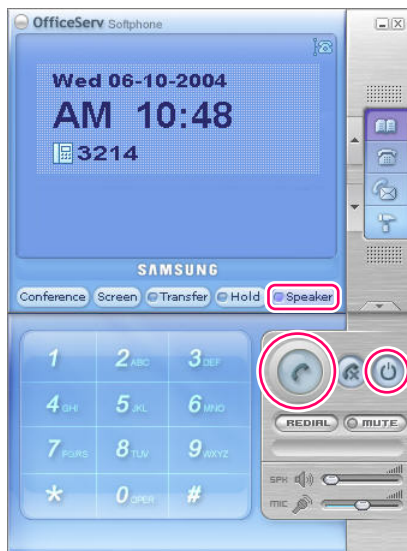 OfficeServ Softphone
Wed 06-10-2004
AM 10:48
3214
SAMSUNG
Conference Screen Transfer Hold Speaker
1 2 ABC 3 DEF
4 GHI 5 JKL 6 MNO
7 PQRS 8 TUV 9 WXYZ
* 0 OPER #
REDIAL MUTE
SPK
MIC